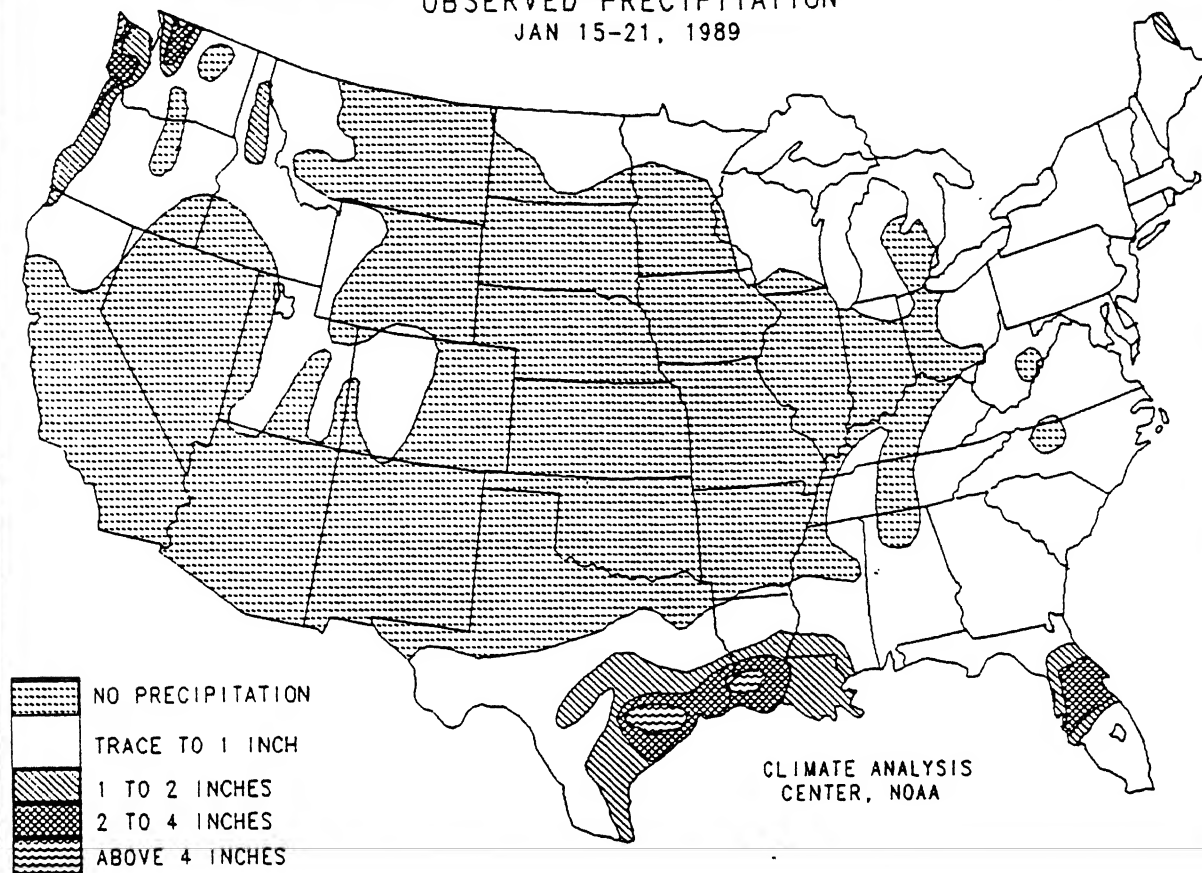 OBSERVED PRECIPITATION
JAN 15-21, 1989
NO PRECIPITATION
TRACE TO 1 INCH
1 TO 2 INCHES
2 TO 4 INCHES
ABOVE 4 INCHES
CLIMATE ANALYSIS
CENTER, NOAA